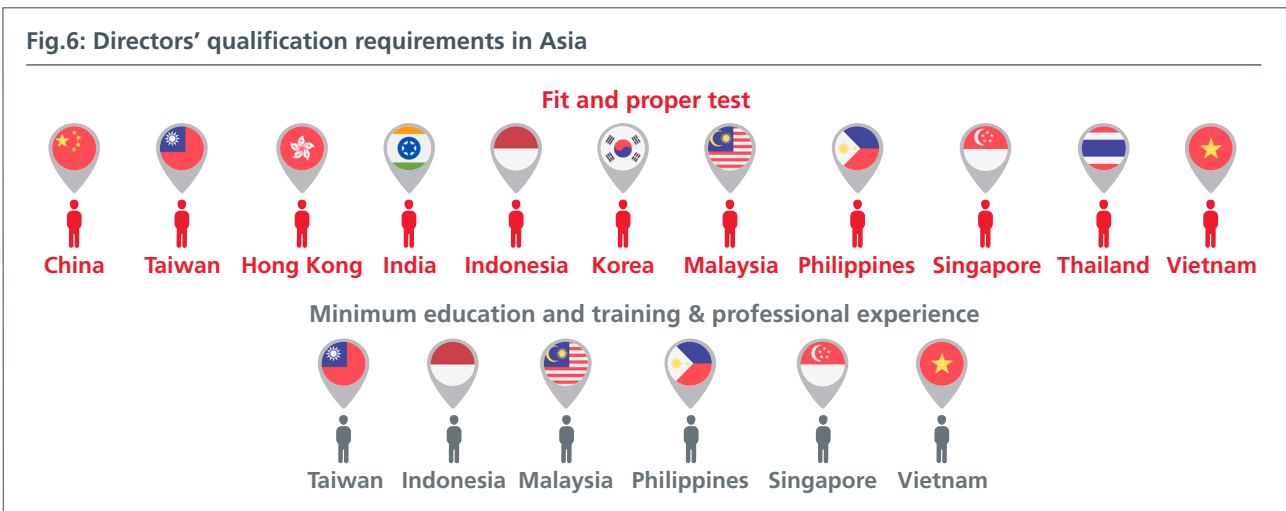 Fig.6: Directors’ qualification requirements in Asia
Fit and proper test
China Taiwan Hong Kong India Indonesia Korea Malaysia Philippines Singapore Thailand Vietnam
Minimum education and training & professional experience
Taiwan Indonesia Malaysia Philippines Singapore Vietnam